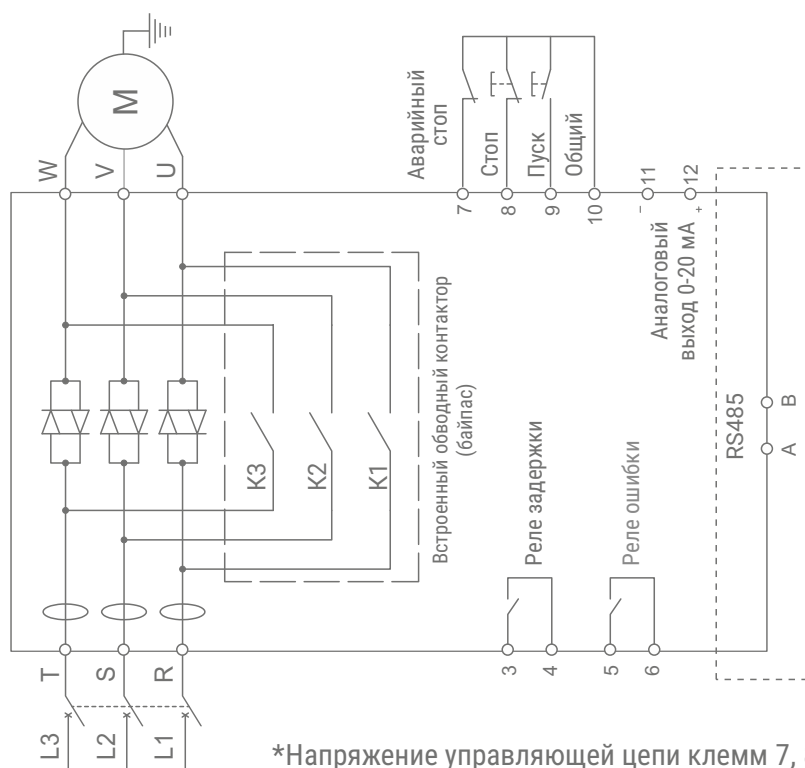 M
W
V
U
Аварийный
стоп
Стоп
Пуск
Общий
7
8
9
10
11
12
–
+
Аналоговый
выход 0-20 мА
Встроенный обводный контактор
(байпас)
K3
K2
K1
RS485
B
A
Реле задержки
Реле ошибки
3
4
5
6
T
S
R
L3
L2
L1
*Напряжение управляющей цепи клемм 7,